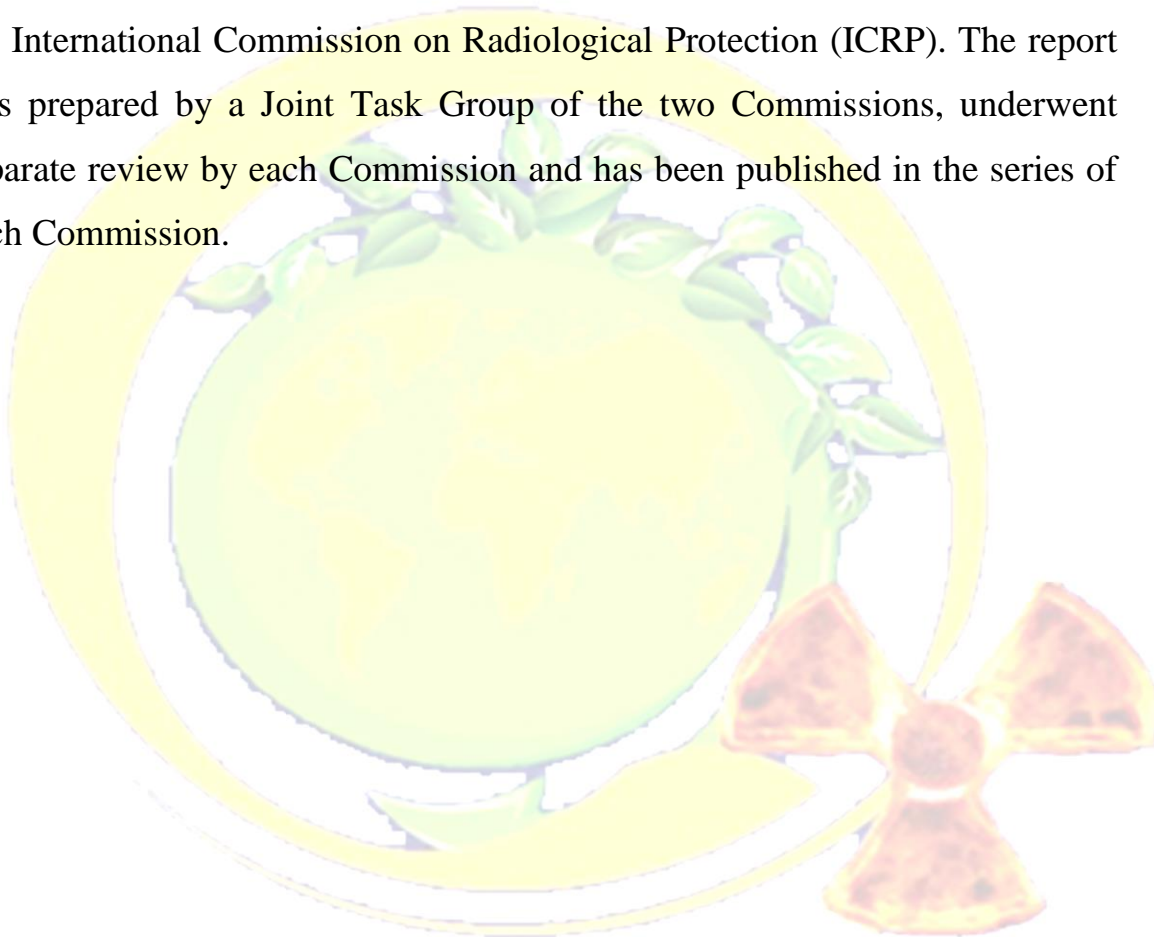 International Commission on Radiological Protection (ICRP). The report
s prepared by a Joint Task Group of the two Commissions, underwent
parate review by each Commission and has been published in the series of
ch Commission.